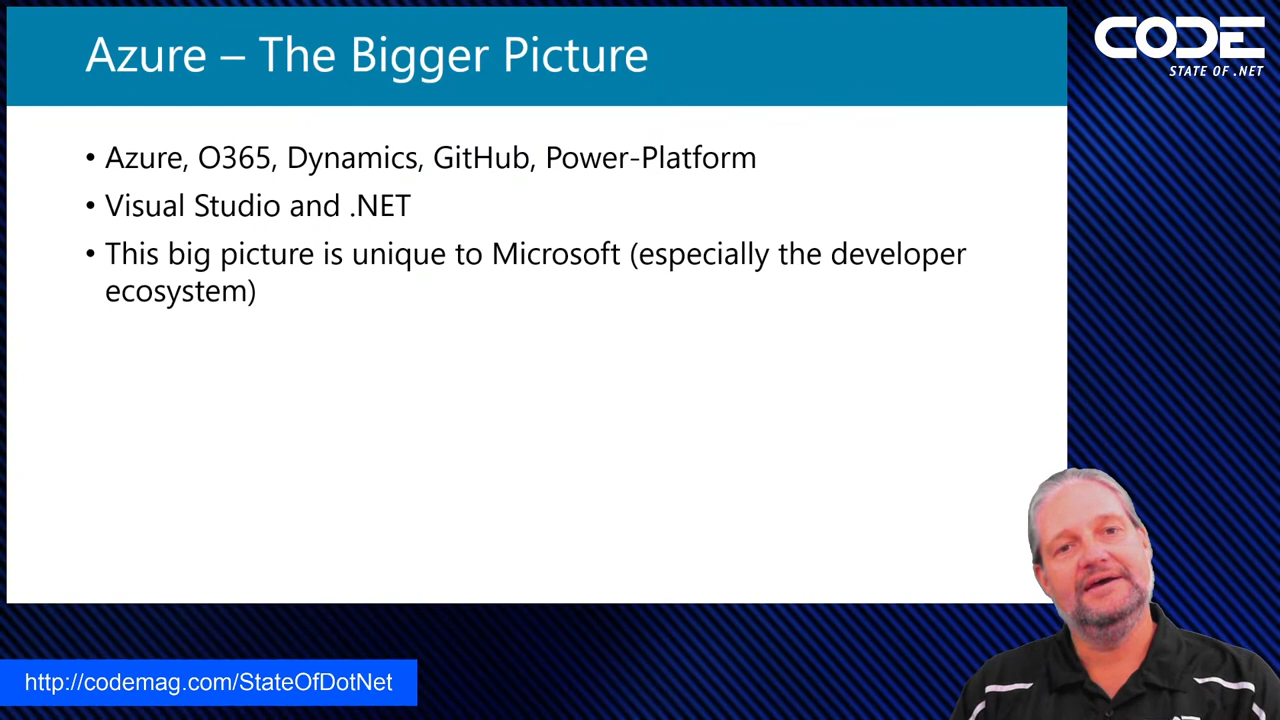 Azure – The Bigger Picture
CODE
STATE OF .NET
• Azure, O365, Dynamics, GitHub, Power-Platform
• Visual Studio and .NET
• This big picture is unique to Microsoft (especially the developer
ecosystem)
http://codemag.com/StateOfDotNet